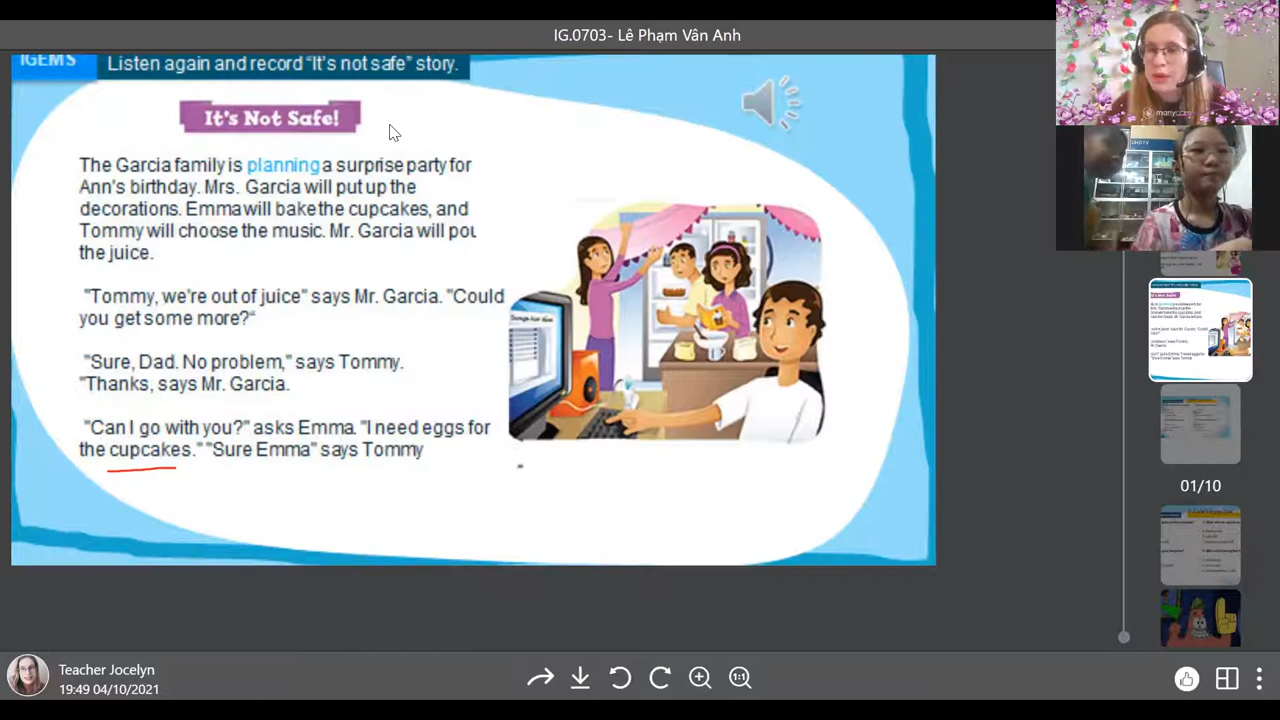 IG.0703- Lê Phạm Vân Anh
IGEMS
Listen again and record "It's not safe" story.
It's Not Safe!
The Garcia family is planning a surprise party for
Ann's birthday. Mrs. Garcia will put up the
decorations. Emma will bake the cupcakes, and
Tommy will choose the music. Mr. Garcia will pou
the juice.
"Tommy, we're out of juice" says Mr. Garcia. "Could
you get some more?"
"Sure, Dad. No problem," says Tommy.
"Thanks, says Mr. Garcia.
"Can I go with you?" asks Emma. "I need eggs for
the cupcakes." "Sure Emma" says Tommy
manycam
01/10
Teacher Jocelyn
19:49 04/10/2021
1:1